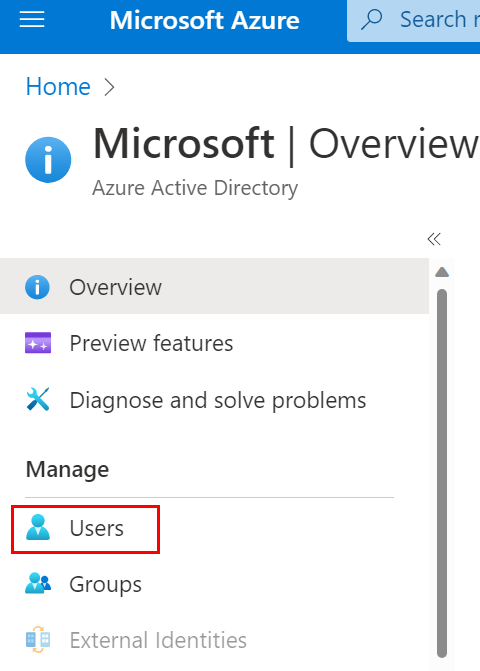 Microsoft Azure
Search r
Home
Microsoft | Overview
Azure Active Directory
Overview
Preview features
Diagnose and solve problems
Manage
Users
Groups
External Identities